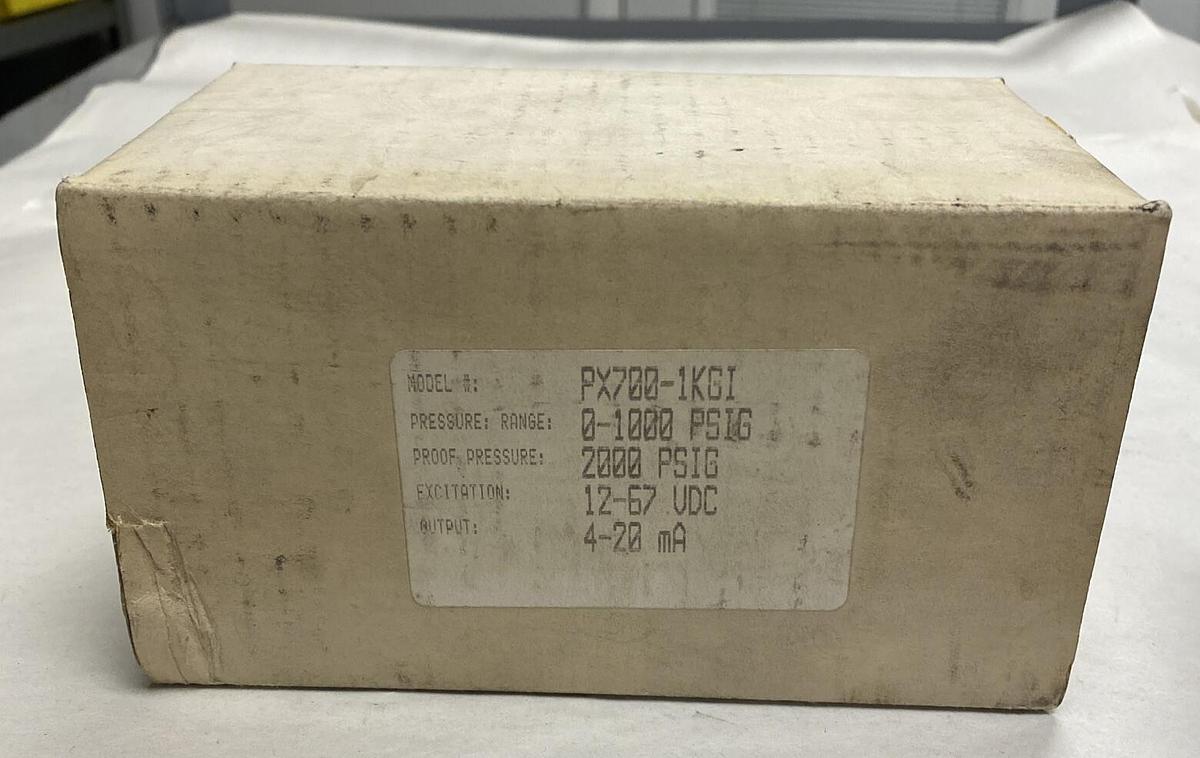 MODEL #: PX700-1KGI
PRESSURE: RANGE: 0-1000 PSIG
PROOF PRESSURE: 2000 PSIG
EXCITATION: 12-67 VDC
OUTPUT: 4-20 mA